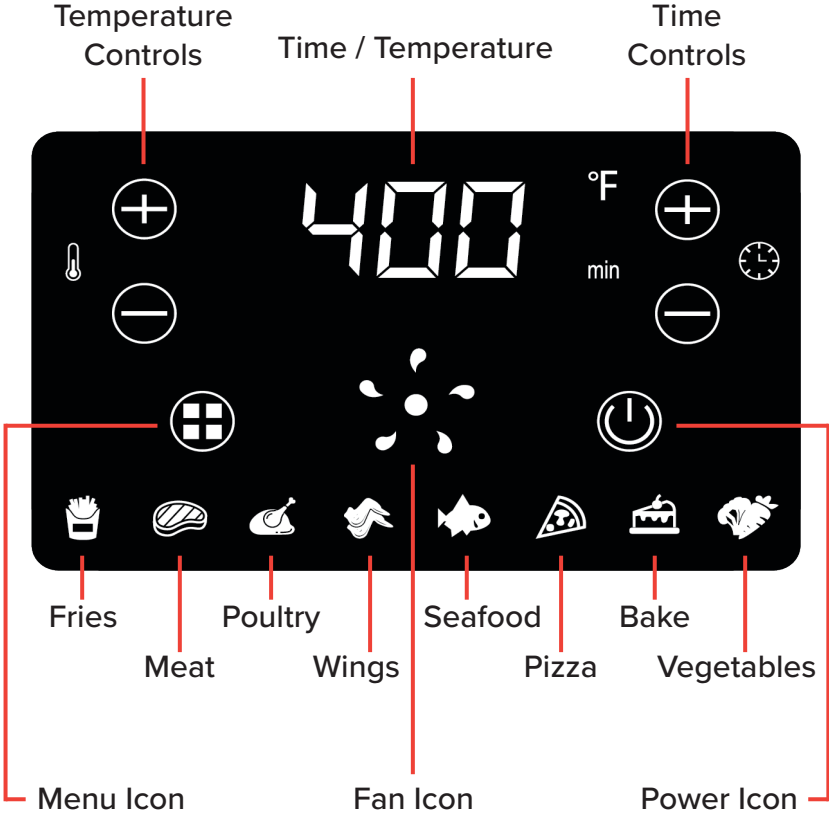 Temperature
Controls
Time / Temperature
Time
Controls
400
°F
min
Fries
Poultry
Seafood
Bake
Meat
Wings
Pizza
Vegetables
Menu Icon
Fan Icon
Power Icon